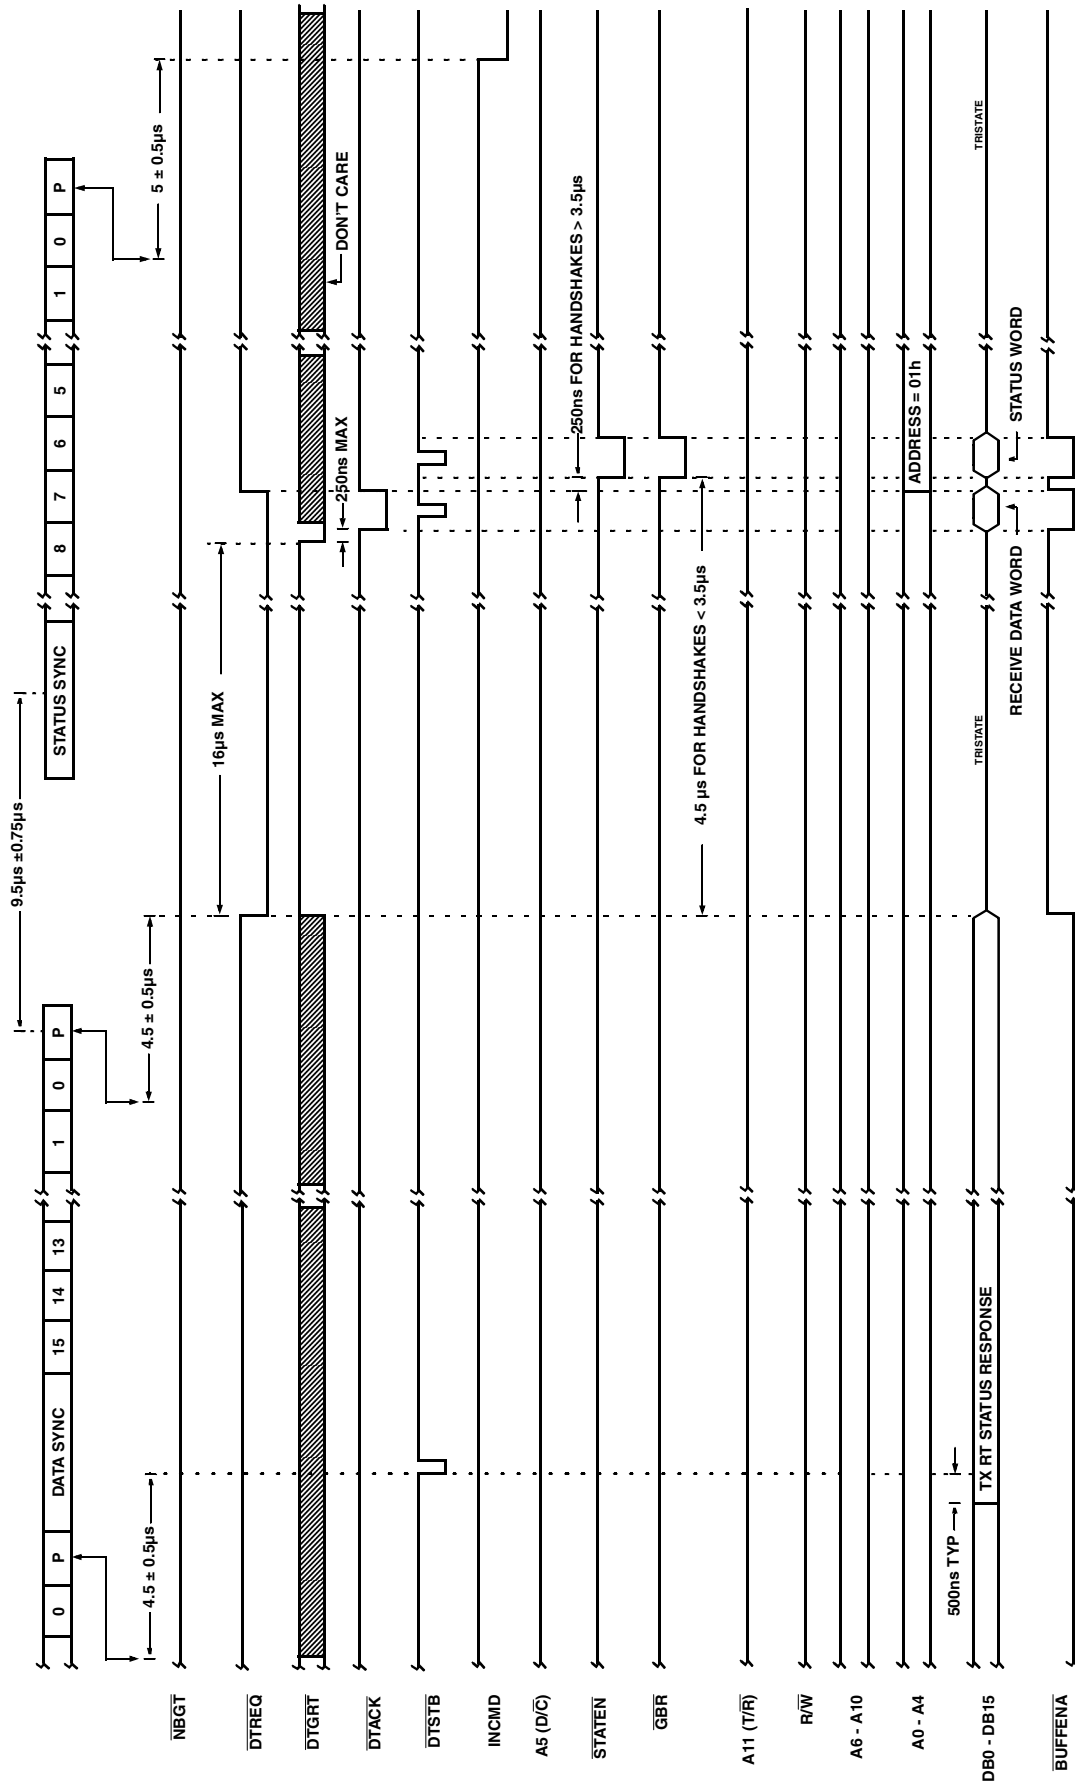 0
P
DATA SYNC
15
14
13
1
0
P
9.5µs ±0.75µs
STATUS SYNC
8
7
6
5
1
0
P
4.5 ± 0.5µs
4.5 ± 0.5µs
5 ± 0.5µs
NBGT
DTREQ
16µs MAX
DTGRT
DON'T CARE
250ns MAX
DTACK
DTSTB
INCMD
A5 (D/C)
250ns FOR HANDSHAKES > 3.5µs
STATEN
GBR
4.5 µs FOR HANDSHAKES < 3.5µs
A11 (T/R)
R/W
A6 - A10
A0 - A4
ADDRESS = 01h
500ns TYP
DB0 - DB15
TX RT STATUS RESPONSE
TRISTATE
TRISTATE
RECEIVE DATA WORD
STATUS WORD
BUFFENA